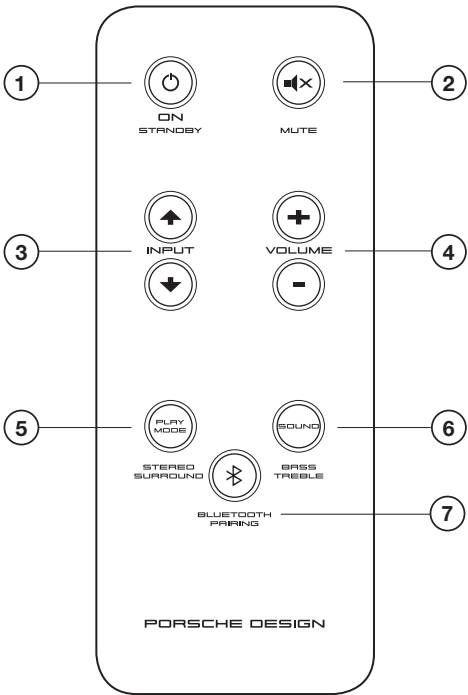 1
2
ON
STANDBY
MUTE
3
INPUT
VOLUME
4
5
PLAY
MODE
SOUND
6
STEREO
SURROUND
BASS
TREBLE
BLUETOOTH
PAIRING
7
PORSCHE DESIGN